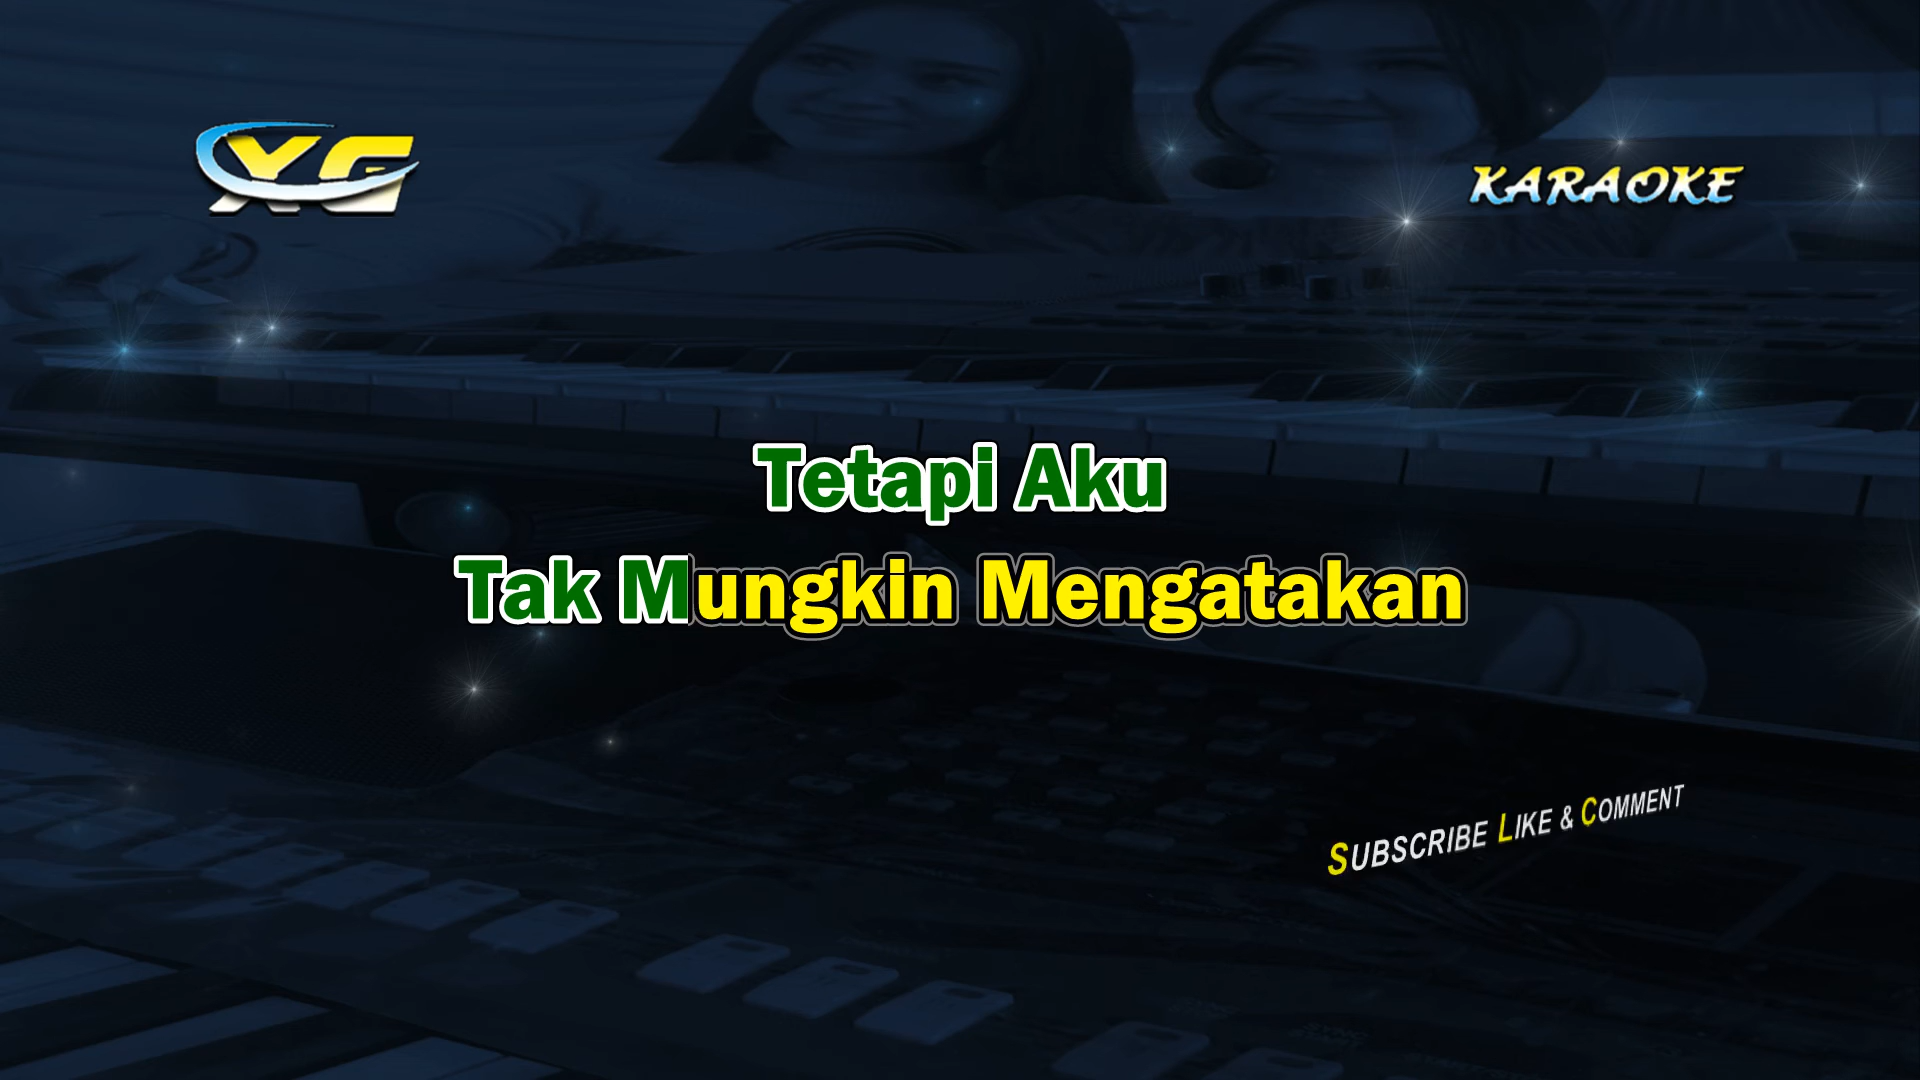 XG
KARAOKE
Tetapi Aku
Tak Mungkin Mengatakan
SUBSCRIBE LIKE & COMMENT